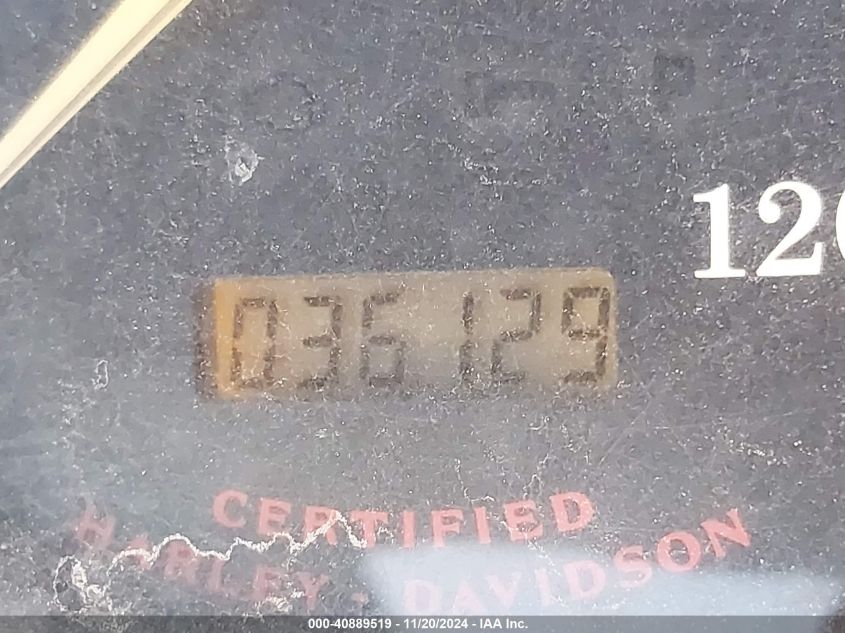 120
036129
CERTIFIED
HARLEY-DAVIDSON
000-40889519 - 11/20/2024 - IAA Inc.